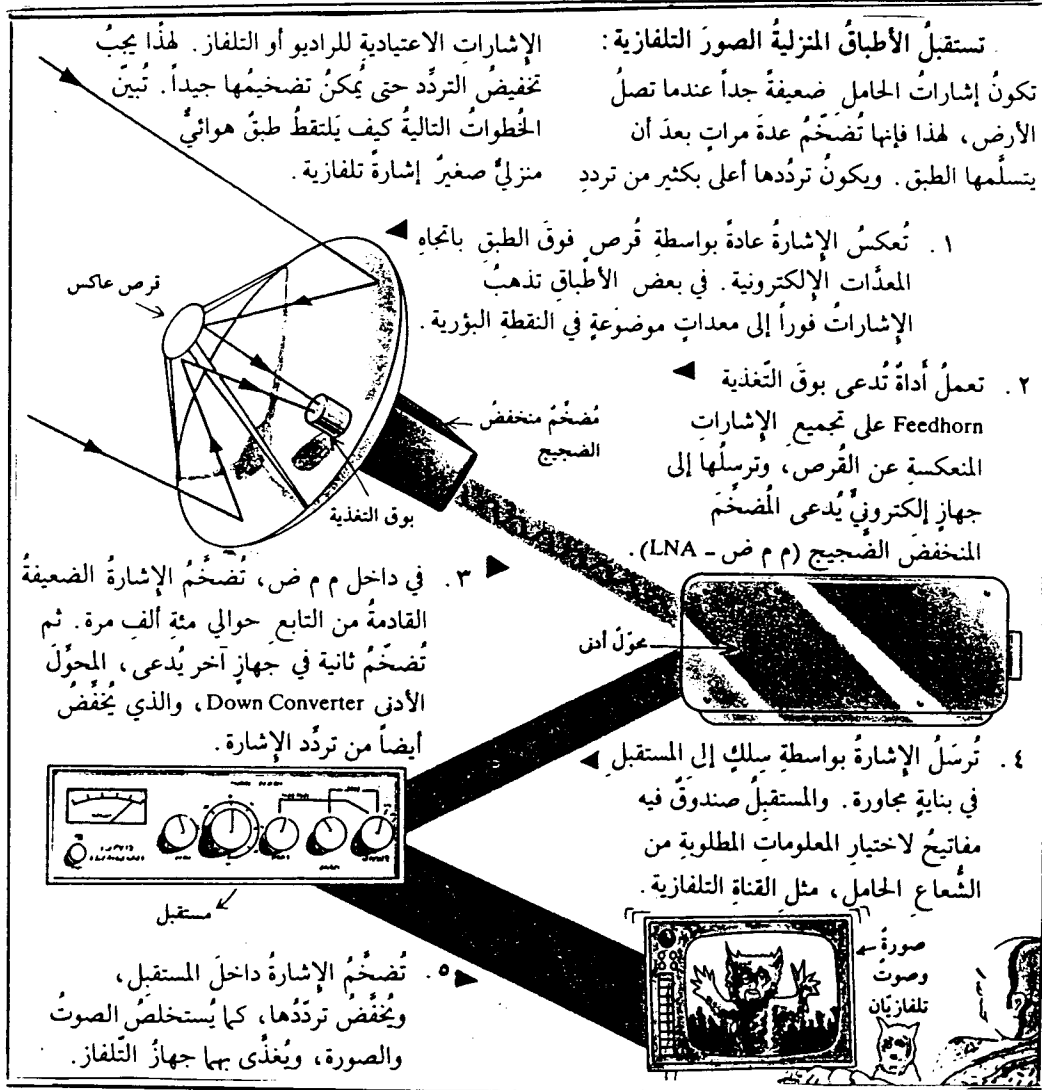 تستقبلُ الأطباقُ المنزليةُ الصورَ التلفازية:
تكونُ إشاراتُ الحاملِ ضعيفةً جداً عندما تصلُ
الأرض، لهذا فإنها تُضخَّمُ عدةَ مراتٍ بعدَ أن
يتسلَّمها الطبق. ويكونُ تردُّدها أعلى بكثير من ترددِ
الإشاراتِ الاعتياديةِ للراديو أو التلفاز. لهذا يجبُ
تخفيضُ التردُّد حتى يُمكنُ تضخيمُها جيداً. تُبينّ
الخُطواتُ التاليةُ كيف يَلتقطُ طبقٌ هوائيٌّ
منزليٌّ صغيرٌ إشارةً تلفازية.
١. تُعكسُ الإشارةُ عادةً بواسطةِ قُرصٍ فوقَ الطبقِ باتجاهِ
المعدَّات الإلكترونية. في بعض الأطباقِ تذهبُ
الإشاراتُ فوراً إلى معداتٍ موضوَعةٍ في النقطةِ البؤرية.
قرص عاكس
٢. تعملُ أداةٌ تُدعى بوقَ التّغذية
Feedhorn على تجميعِ الإشاراتِ
المنعكسةِ عن القُرص، وترسلُها إلى
جهازٍ إلكترونيٍّ يُدعى المُضخَّمَ
المنخفضَ الضَّجيج (م م ض - LNA).
مُضخَّمُ منخفضُ
الضجيج
بوق التغذية
٣. في داخل م م ض، تُضخَّمُ الإشارةُ الضعيفةُ
القادمةُ من التابعِ حوالي مئةِ ألفِ مرة. ثم
تُضخَّمُ ثانية في جهازٍ آخر يُدعى، المحوَّلَ
الأدنى Down Converter، والذي يُخَفَّضُ
أيضاً من تردُّد الإشارة.
محوّلُ أدنى
٤. تُرسَلُ الإشارةُ بواسطةِ سِلكٍ إلى المستقبلِ
في بنايةٍ مجاورة. والمستقبلُ صندوقٌ فيه
مفاتيحُ لاختيارِ المعلوماتِ المطلوبةِ من
الشُّعاعِ الحامل، مثل القناةِ التلفازية.
مستقبل
صورةٌ
وصوتٌ
تلفازيّان
٥. تُضخَّمُ الإشارةُ داخلَ المستقبِل،
ويُخفَّضُ تردّدُها، كما يُستخلصُ الصوتُ
والصورة، ويُغذَّى بهما جهازُ التّلفاز.